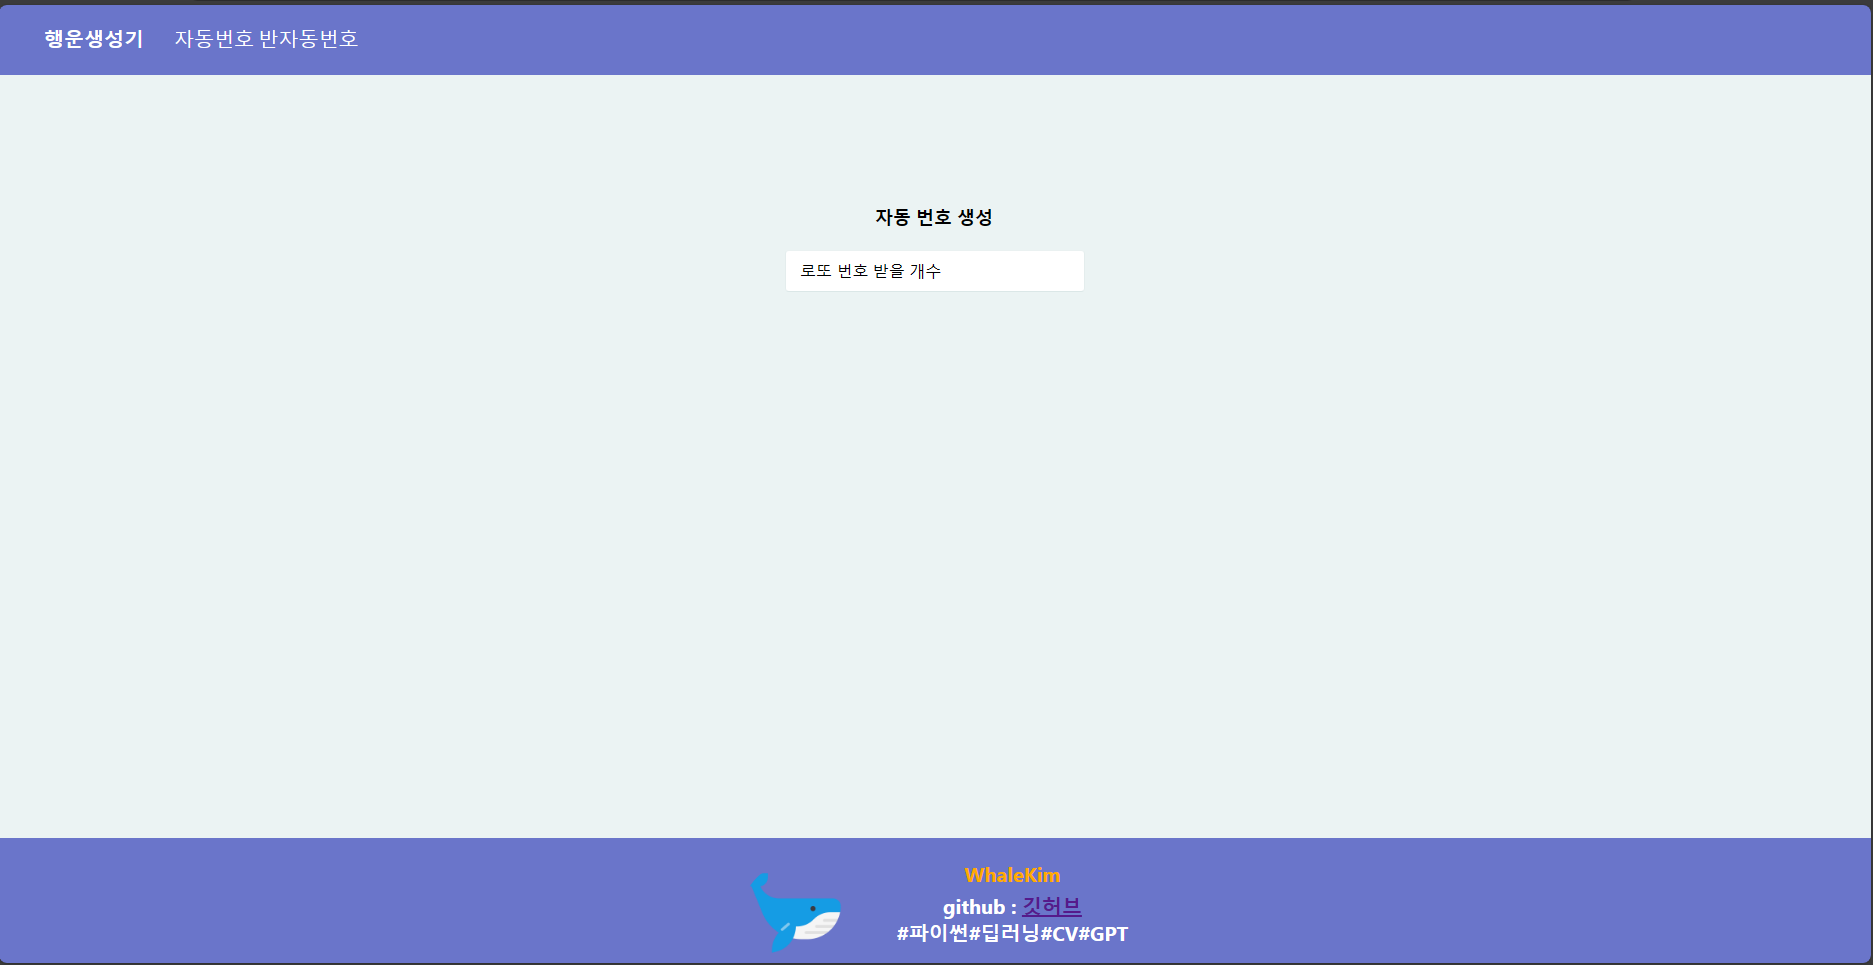 행운생성기 자동번호 반자동번호
자동 번호 생성
로또 번호 받을 개수
WhaleKim
github : 깃허브
#파이썬#딥러닝#CV#GPT